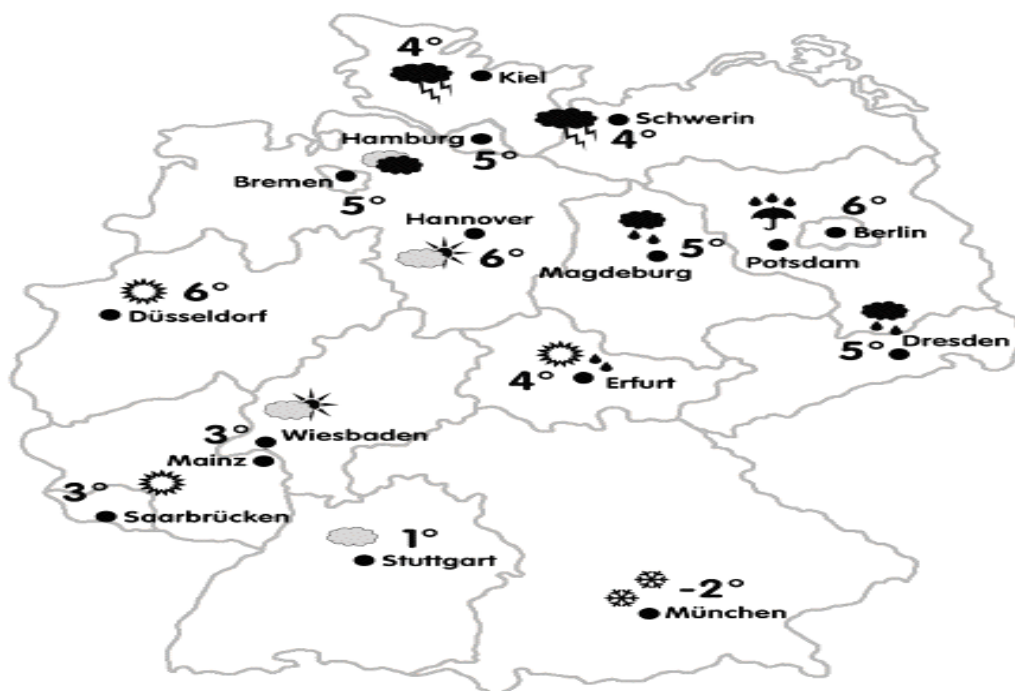 4°
Kiel
Schwerin
4°
Hamburg
5°
Bremen
5°
Hannover
6°
6°
Berlin
Potsdam
5°
Magdeburg
6°
Düsseldorf
Dresden
5°
4°
Erfurt
3°
Wiesbaden
Mainz
3°
Saarbrücken
1°
Stuttgart
-2°
München